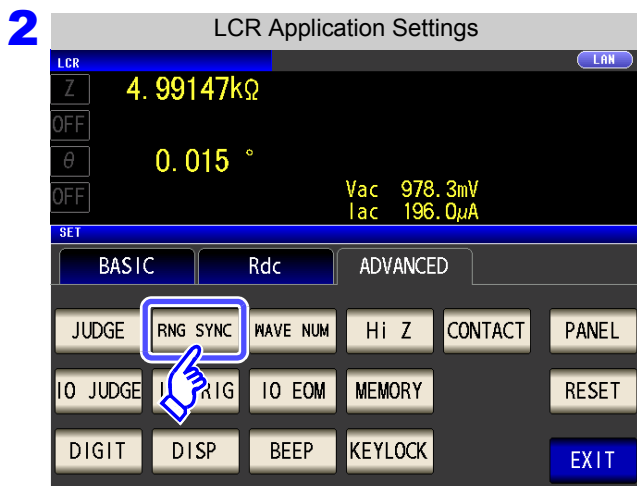 2
LCR Application Settings
LCR LAN
Z 4.99147kΩ
OFF
θ 0.015 °
OFF Vac 978.3mV
Iac 196.0μA
SET
BASIC Rdc ADVANCED
JUDGE RNG SYNC WAVE NUM Hi Z CONTACT PANEL
IO JUDGE IO EOM MEMORY RESET
DIGIT DISP BEEP KEYLOCK EXIT